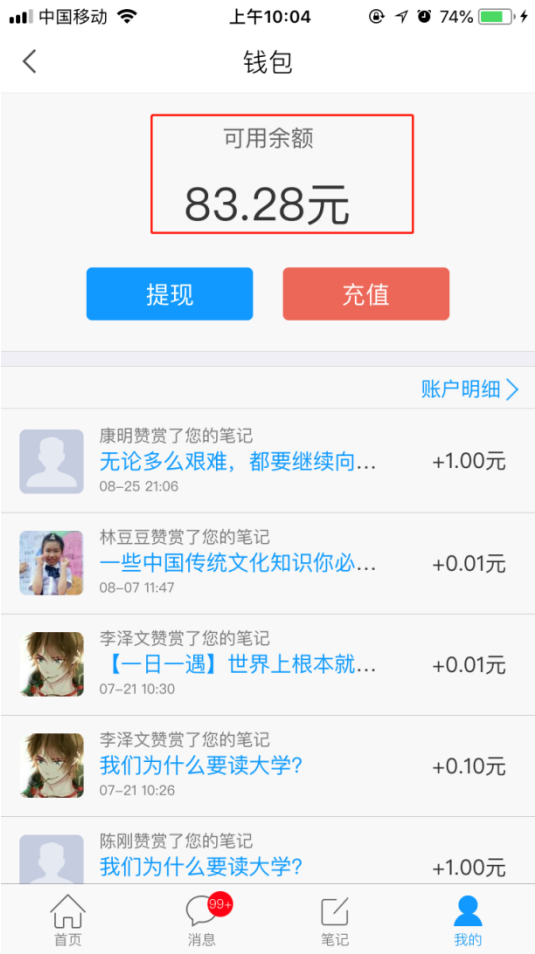 中国移动 上午10:04 74%
钱包
可用余额
83.28元
提现 充值
账户明细
康明赞赏了您的笔记
无论多么艰难，都要继续向... +1.00元
08-25 21:06
林豆豆赞赏了您的笔记
一些中国传统文化知识你必... +0.01元
08-07 11:47
李泽文赞赏了您的笔记
【一日一遇】世界上根本就... +0.01元
07-21 10:30
李泽文赞赏了您的笔记
我们为什么要读大学? +0.10元
07-21 10:26
陈刚赞赏了您的笔记
我们为什么要读大学? +1.00元
99+
首页 消息 笔记 我的